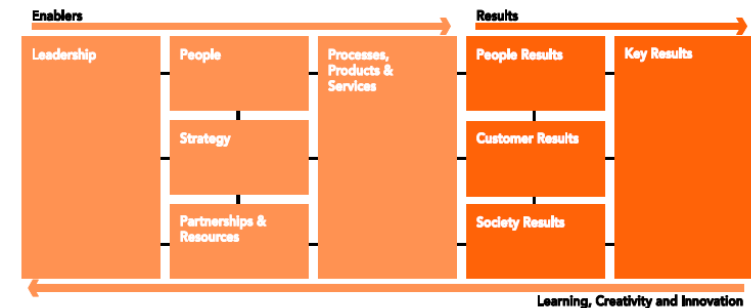 Enablers
Results
Leadership
People
Processes,
Products &
Services
People Results
Key Results
Strategy
Customer Results
Partnerships &
Resources
Society Results
Learning, Creativity and Innovation